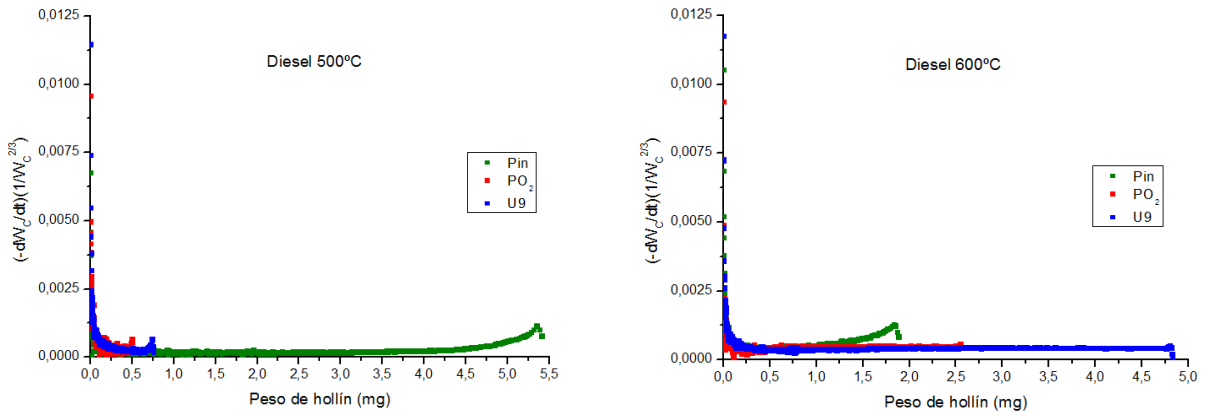 0,0125
0,0100
0,0075
0,0050
0,0025
0,0000
(-dW_C/dt)(1/W_C^{2/3})
Diesel 500ºC
Pin
PO₂
U9
0,0 0,5 1,0 1,5 2,0 2,5 3,0 3,5 4,0 4,5 5,0 5,5
Peso de hollín (mg)
0,0125
0,0100
0,0075
0,0050
0,0025
0,0000
(-dW_C/dt)(1/W_C^{2/3})
Diesel 600ºC
Pin
PO₂
U9
0,0 0,5 1,0 1,5 2,0 2,5 3,0 3,5 4,0 4,5 5,0
Peso de hollín (mg)